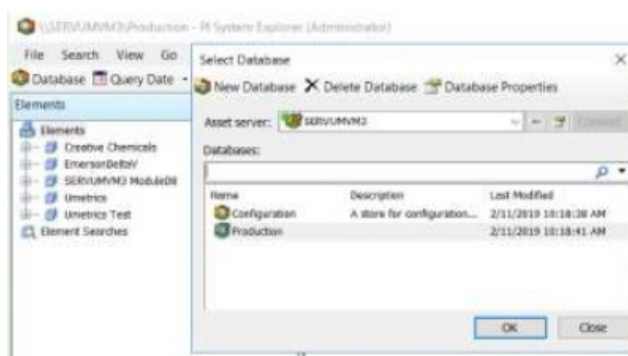 \\SERVUMVM3\Production - PI System Explorer (Administrator)
File Search View Go
Database Query Date
Elements
Elements
Creative Chemicals
EmersonDeltaV
SERVUMVM3 ModuleDB
Umetrics
Umetrics Test
Element Searches
Select Database
New Database Delete Database Database Properties
Asset server: SERVUMVM3 Connect
Databases:
Name Description Last Modified
Configuration A store for configuration... 2/11/2019 10:18:38 AM
Production 2/11/2019 10:18:41 AM
OK Close